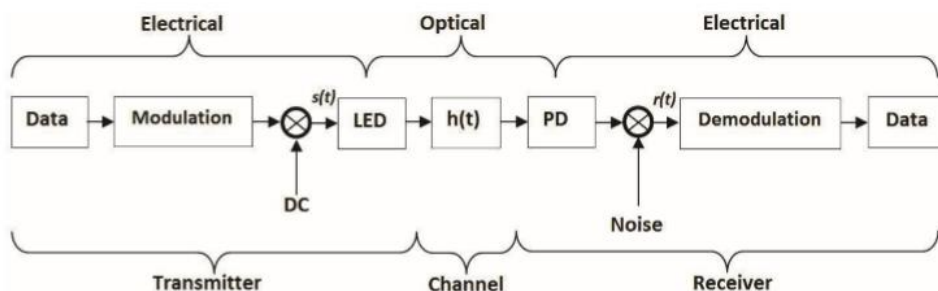 Electrical Optical Electrical
s(t) r(t)
Data Modulation LED h(t) PD Demodulation Data
DC
Noise
Transmitter Channel Receiver